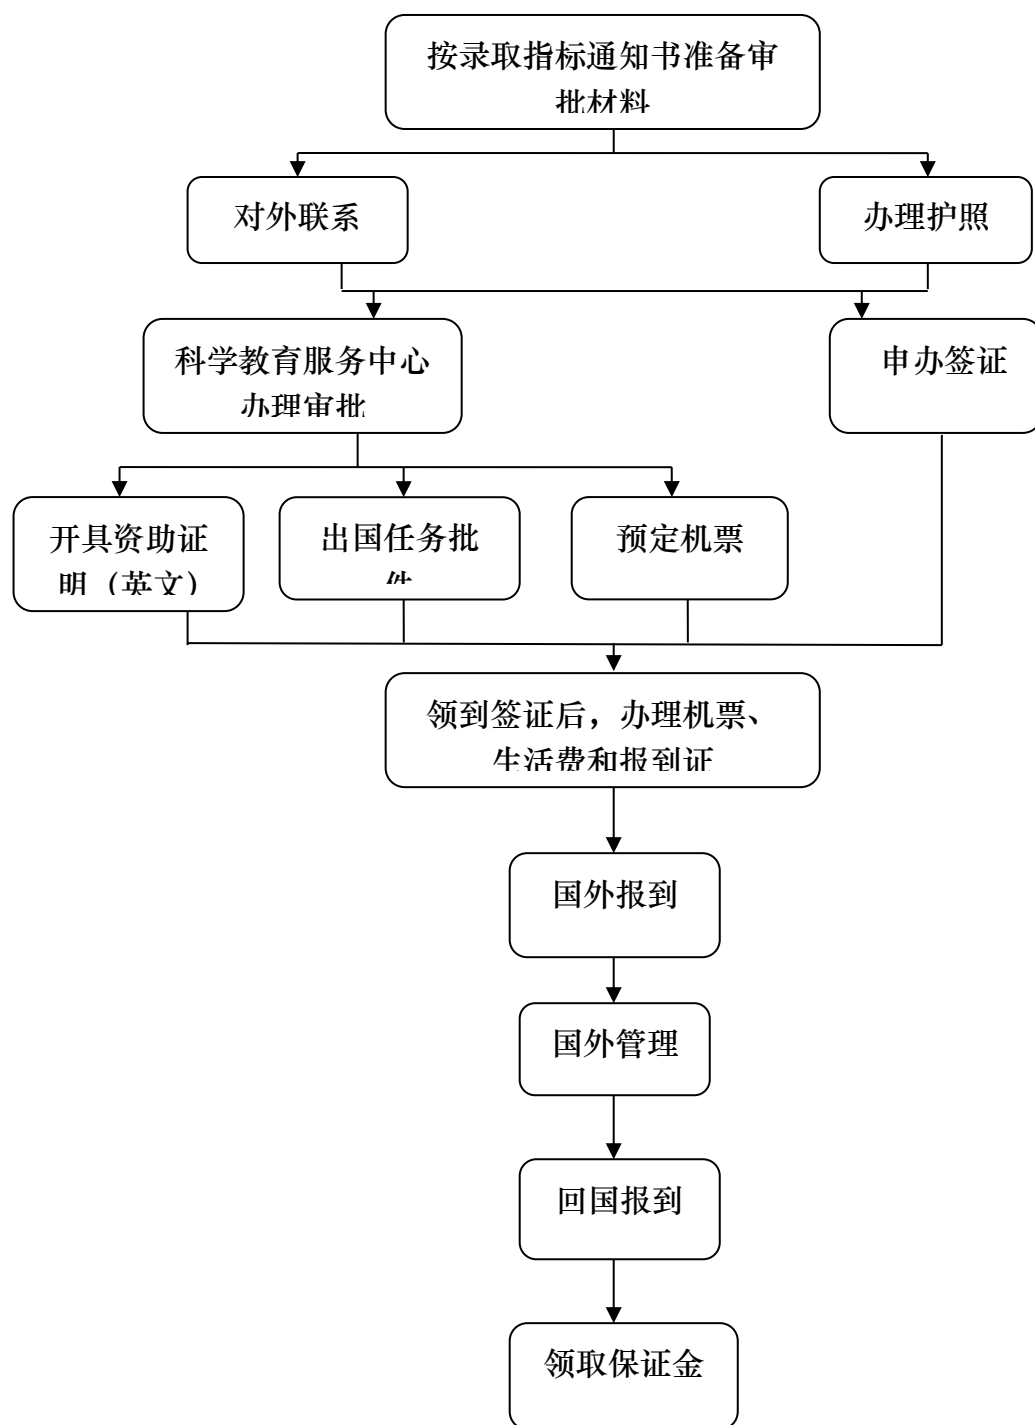 按录取指标通知书准备审
批材料
对外联系
办理护照
科学教育服务中心
办理审批
申办签证
开具资助证
明（英文）
出国任务批
件
预定机票
领到签证后，办理机票、
生活费和报到证
国外报到
国外管理
回国报到
领取保证金